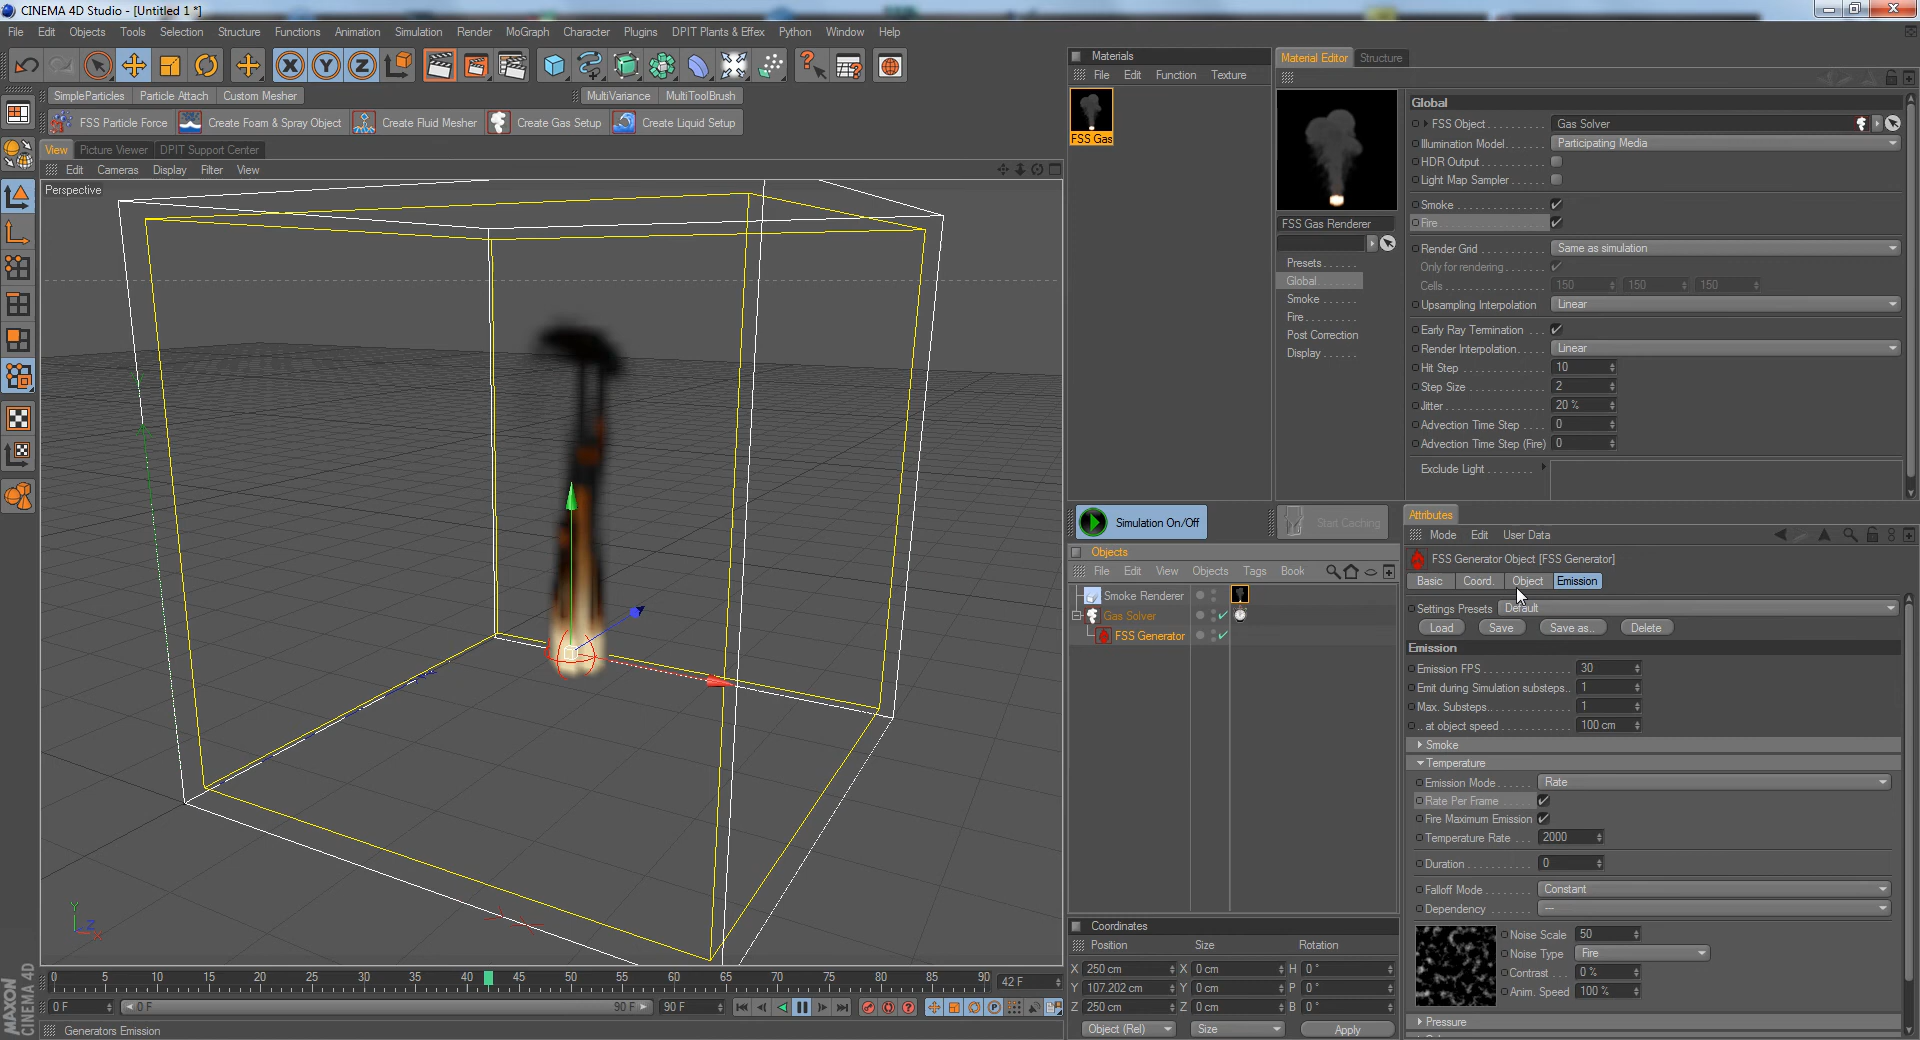 CINEMA 4D Studio - [Untitled 1 *]
File Edit Objects Tools Selection Structure Functions Animation Simulation Render MoGraph Character Plugins DPIT Plants & Effex Python Window Help
SimpleParticles Particle Attach Custom Mesher MultiVariance MultiToolBrush
FSS Particle Force Create Foam & Spray Object Create Fluid Mesher Create Gas Setup Create Liquid Setup
View Picture Viewer DPIT Support Center
Edit Cameras Display Filter View
Perspective
Y
Z
X
0 5 10 15 20 25 30 35 40 45 50 55 60 65 70 75 80 85 90 42 F
0 F 0 F 90 F 90 F
Generators Emission
MAXON
CINEMA 4D
Materials
File Edit Function Texture
FSS Gas
Material Editor Structure
FSS Gas Renderer
Presets
Global
Smoke
Fire
Post Correction
Display
Global
FSS Object Gas Solver
Illumination Model Participating Media
HDR Output
Light Map Sampler
Smoke
Fire
Render Grid Same as simulation
Only for rendering
Cells 150 150 150
Upsampling Interpolation Linear
Early Ray Termination
Render Interpolation Linear
Hit Step 10
Step Size 2
Jitter 20 %
Advection Time Step 0
Advection Time Step (Fire) 0
Exclude Light
Simulation On/Off Start Caching
Objects
File Edit View Objects Tags Book
Smoke Renderer
Gas Solver
FSS Generator
Coordinates
Position Size Rotation
X 250 cm X 0 cm H 0 °
Y 107.202 cm Y 0 cm P 0 °
Z 250 cm Z 0 cm B 0 °
Object (Rel) Size Apply
Attributes
Mode Edit User Data
FSS Generator Object [FSS Generator]
Basic Coord. Object Emission
Settings Presets Default
Load Save Save as.. Delete
Emission
Emission FPS 30
Emit during Simulation substeps.. 1
Max. Substeps 1
.. at object speed 100 cm
Smoke
Temperature
Emission Mode Rate
Rate Per Frame
Fire Maximum Emission
Temperature Rate 2000
Duration 0
Falloff Mode Constant
Dependency ---
Noise Scale 50
Noise Type Fire
Contrast 0 %
Anim. Speed 100 %
Pressure